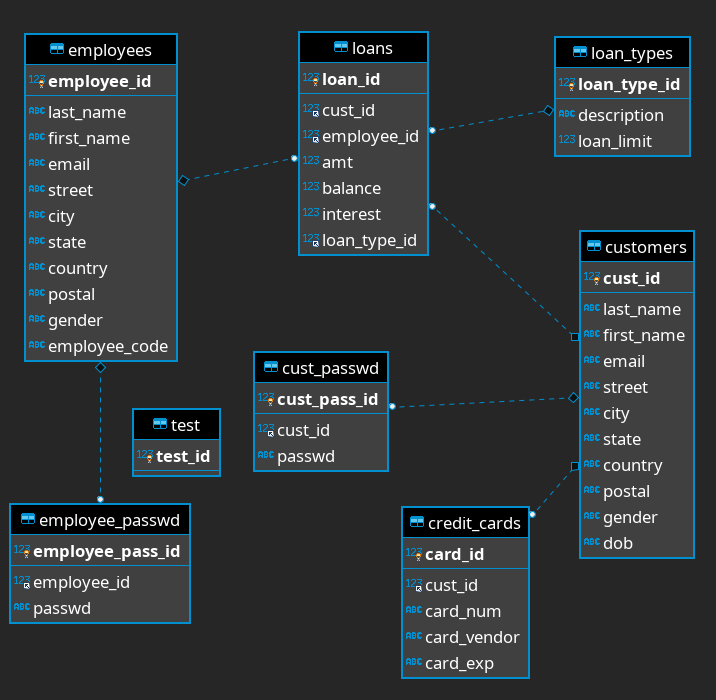 employees
123 employee_id
ABC last_name
ABC first_name
ABC email
ABC street
ABC city
ABC state
ABC country
ABC postal
ABC gender
ABC employee_code
loans
123 loan_id
123 cust_id
123 employee_id
123 amt
123 balance
123 interest
123 loan_type_id
loan_types
123 loan_type_id
ABC description
123 loan_limit
customers
123 cust_id
ABC last_name
ABC first_name
ABC email
ABC street
ABC city
ABC state
ABC country
ABC postal
ABC gender
ABC dob
cust_passwd
123 cust_pass_id
123 cust_id
ABC passwd
test
123 test_id
employee_passwd
123 employee_pass_id
123 employee_id
ABC passwd
credit_cards
123 card_id
123 cust_id
ABC card_num
ABC card_vendor
ABC card_exp